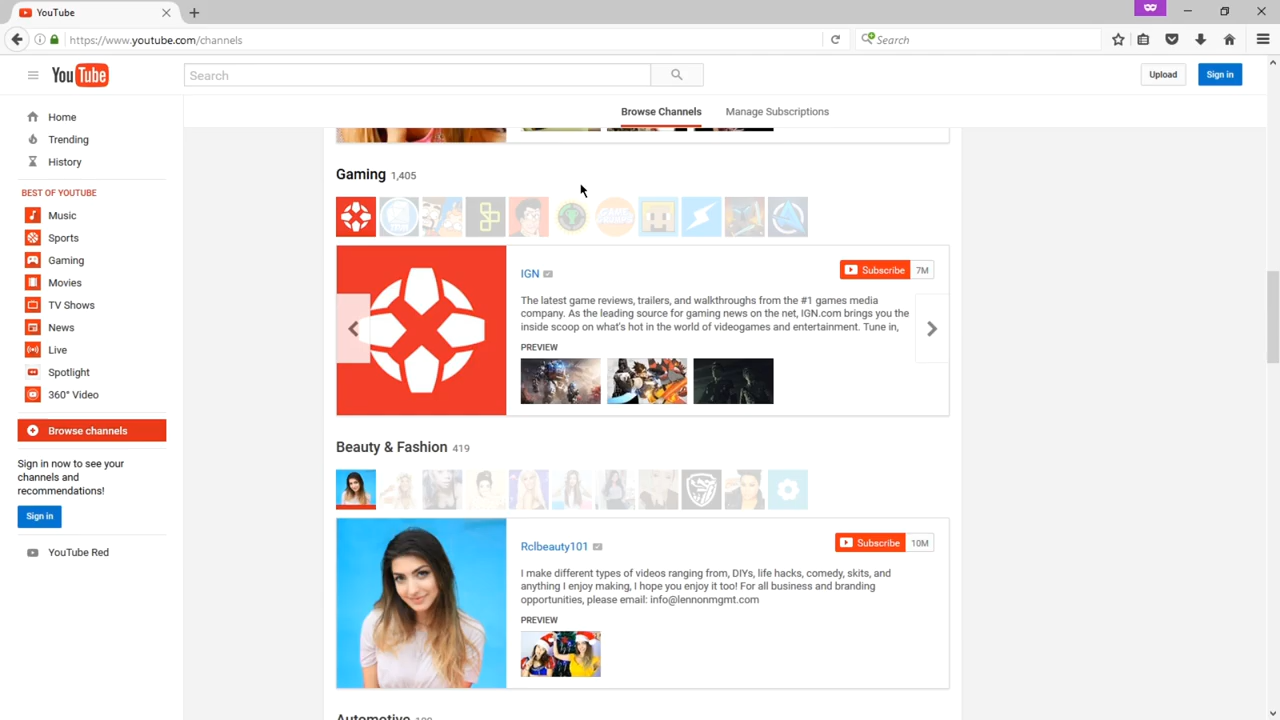 YouTube
https://www.youtube.com/channels
Search
YouTube
Search
Upload
Sign in
Browse Channels
Manage Subscriptions
Home
Trending
History
BEST OF YOUTUBE
Music
Sports
Gaming
Movies
TV Shows
News
Live
Spotlight
360° Video
Browse channels
Sign in now to see your
channels and
recommendations!
Sign in
YouTube Red
Gaming 1,405
IGN
Subscribe 7M
The latest game reviews, trailers, and walkthroughs from the #1 games media
company. As the leading source for gaming news on the net, IGN.com brings you the
inside scoop on what's hot in the world of videogames and entertainment. Tune in,
PREVIEW
Beauty & Fashion 419
Rclbeauty101
Subscribe 10M
I make different types of videos ranging from, DIYs, life hacks, comedy, skits, and
anything I enjoy making, I hope you enjoy it too! For all business and branding
opportunities, please email: info@lennonmgmt.com
PREVIEW
Automotive